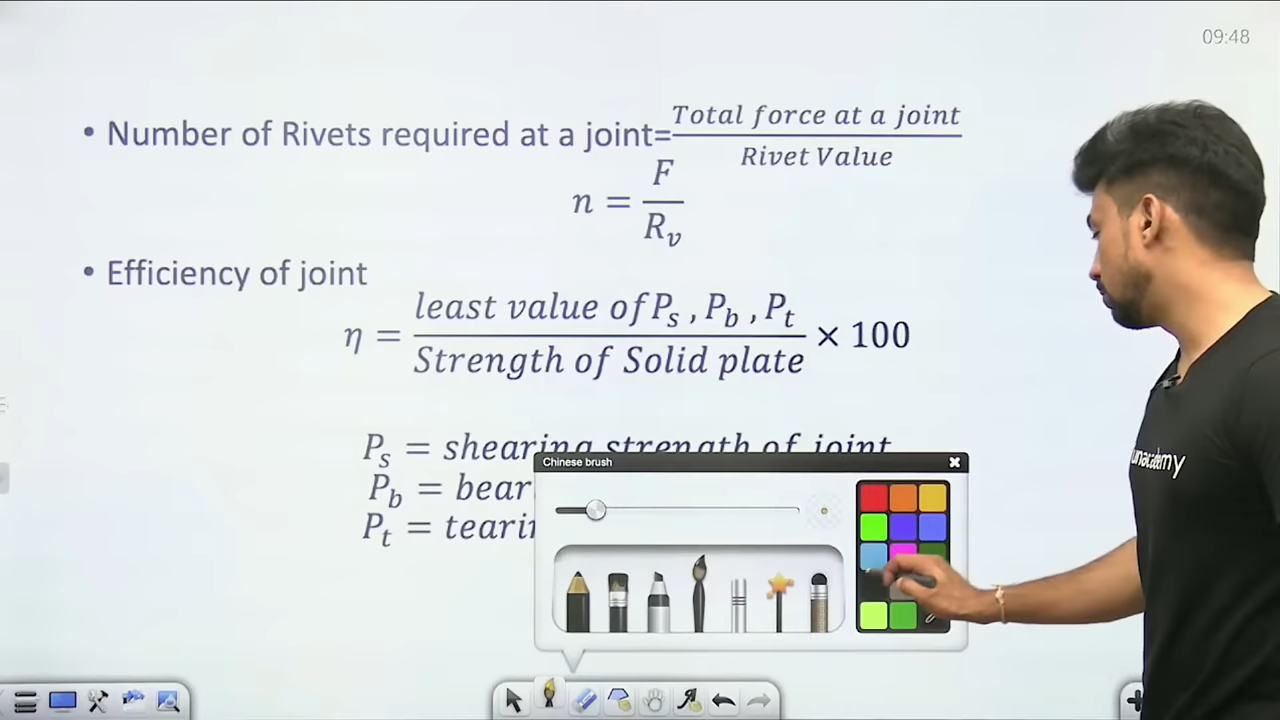 09:48
• Number of Rivets required at a joint= Total force at a joint / Rivet Value
n = F / R_v
• Efficiency of joint
η = least value of P_s , P_b , P_t / Strength of Solid plate × 100
P_s = shearing strength of joint
P_b = bear
P_t = teari
Chinese brush
unacademy